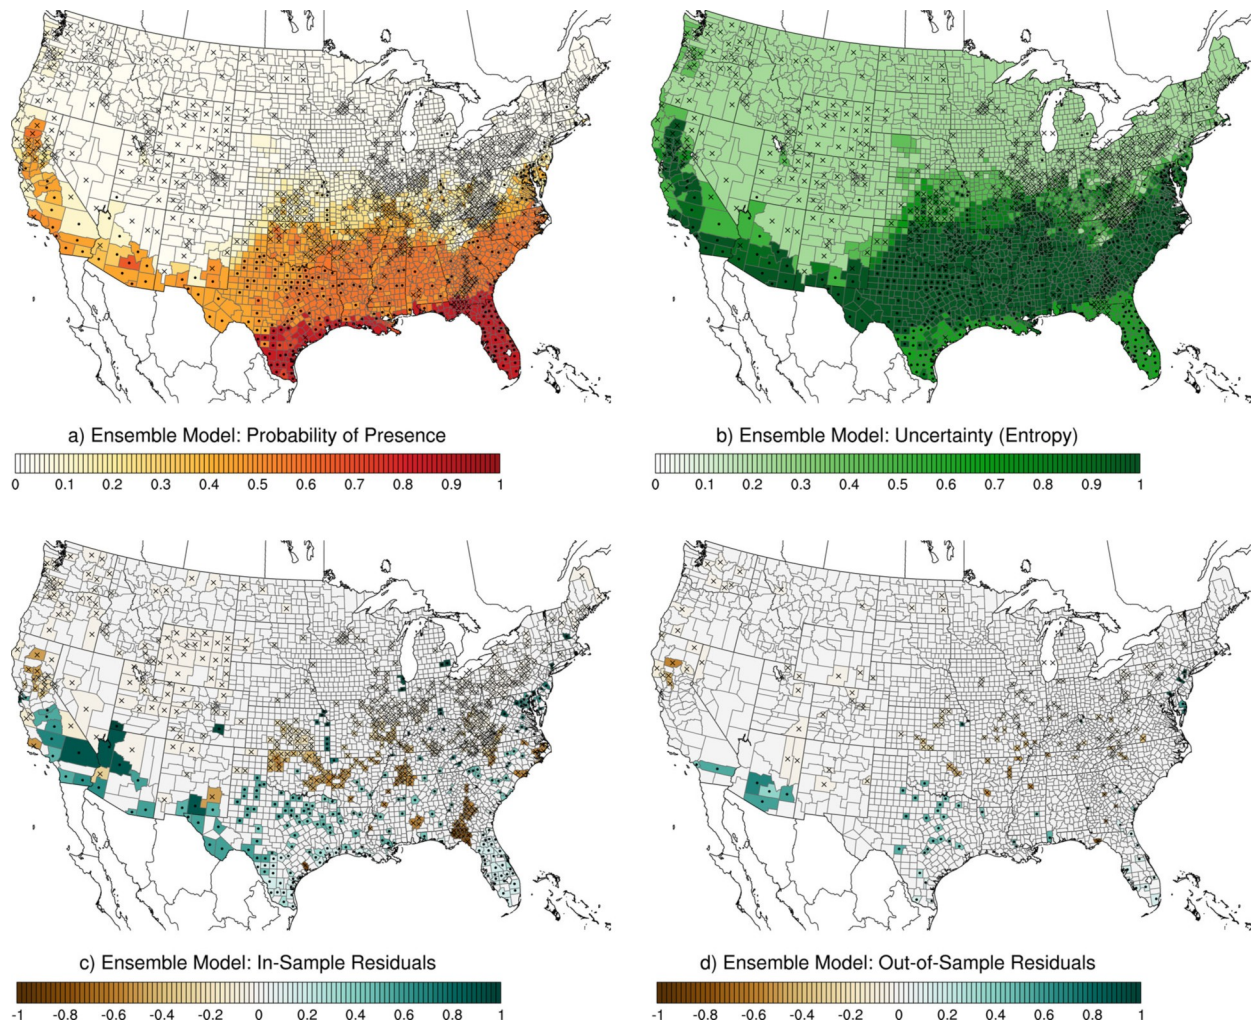 a) Ensemble Model: Probability of Presence
0 0.1 0.2 0.3 0.4 0.5 0.6 0.7 0.8 0.9 1
b) Ensemble Model: Uncertainty (Entropy)
0 0.1 0.2 0.3 0.4 0.5 0.6 0.7 0.8 0.9 1
c) Ensemble Model: In-Sample Residuals
-1 -0.8 -0.6 -0.4 -0.2 0 0.2 0.4 0.6 0.8 1
d) Ensemble Model: Out-of-Sample Residuals
-1 -0.8 -0.6 -0.4 -0.2 0 0.2 0.4 0.6 0.8 1